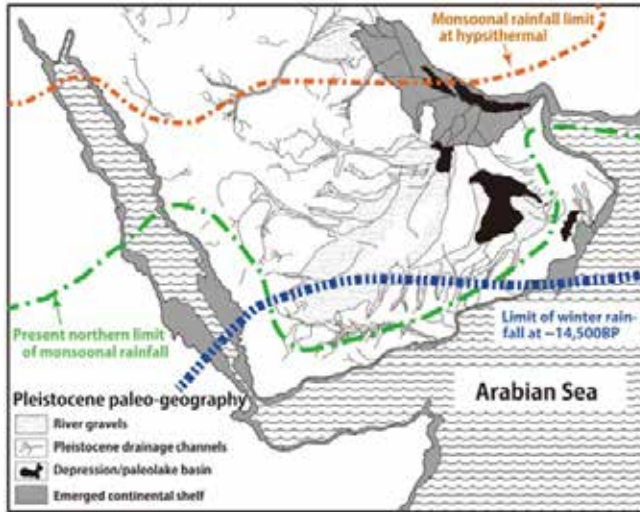 Monsoonal rainfall limit
at hypsithermal
Present northern limit
of monsoonal rainfall
Limit of winter rain-
fall at ~14,500BP
Arabian Sea
Pleistocene paleo-geography
River gravels
Pleistocene drainage channels
Depression/paleolake basin
Emerged continental shelf